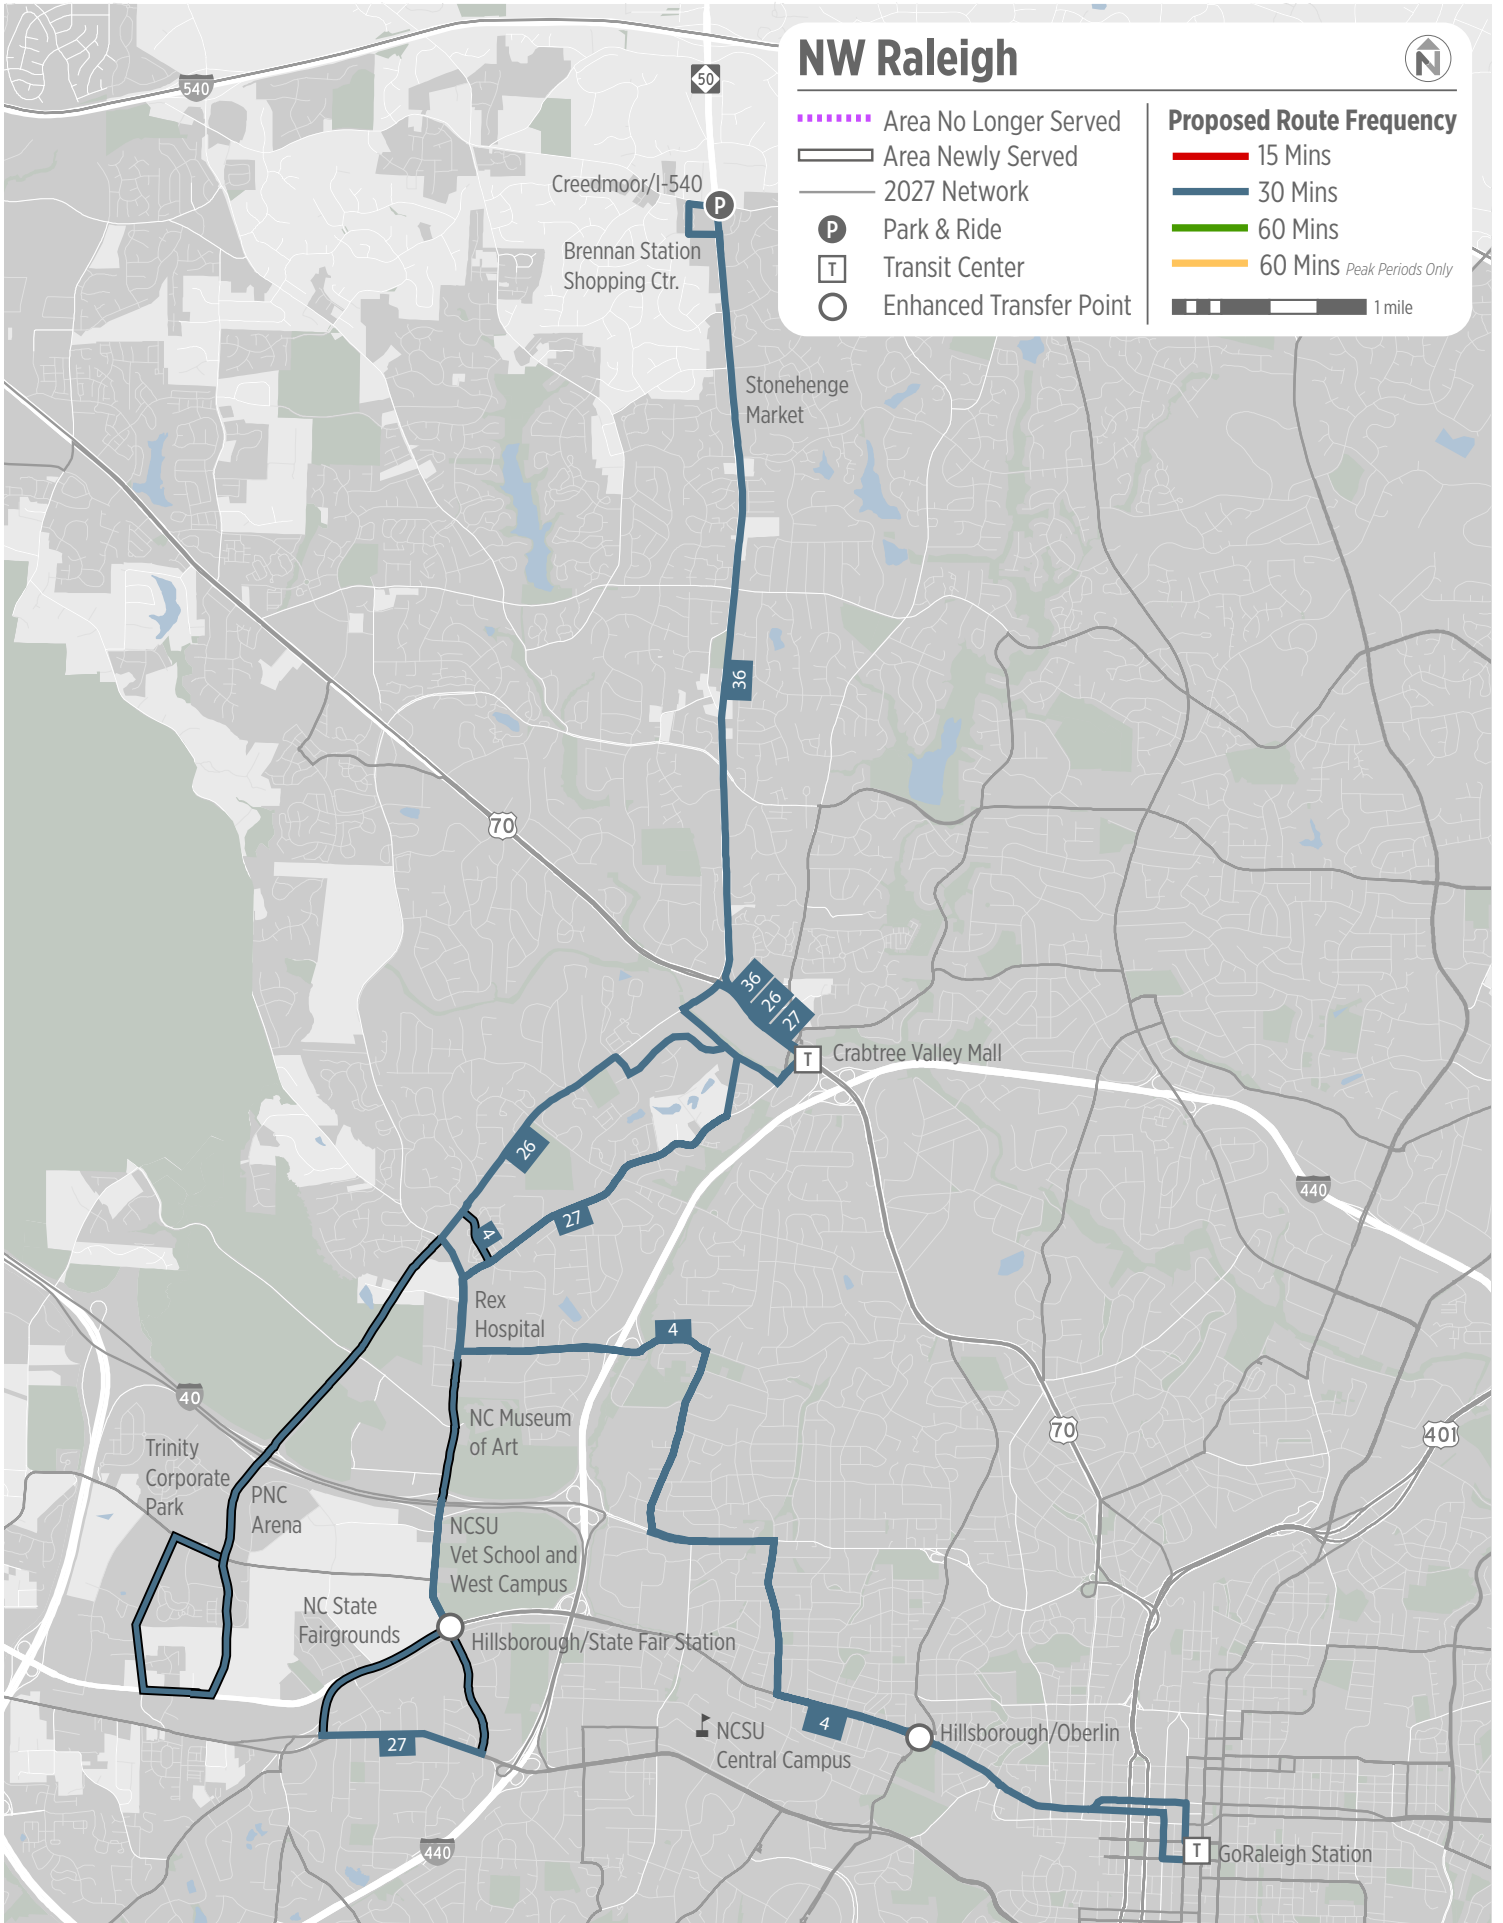 NW Raleigh
N
Area No Longer Served
Area Newly Served
2027 Network
P
Park & Ride
T
Transit Center
Enhanced Transfer Point
Proposed Route Frequency
15 Mins
30 Mins
60 Mins
60 Mins Peak Periods Only
1 mile
540
50
Creedmoor/I-540
P
Brennan Station
Shopping Ctr.
Stonehenge
Market
36
70
36
26
27
T
Crabtree Valley Mall
26
27
4
440
Rex
Hospital
4
40
NC Museum
of Art
70
401
Trinity
Corporate
Park
PNC
Arena
NCSU
Vet School and
West Campus
NC State
Fairgrounds
Hillsborough/State Fair Station
27
NCSU
Central Campus
4
Hillsborough/Oberlin
440
T
GoRaleigh Station